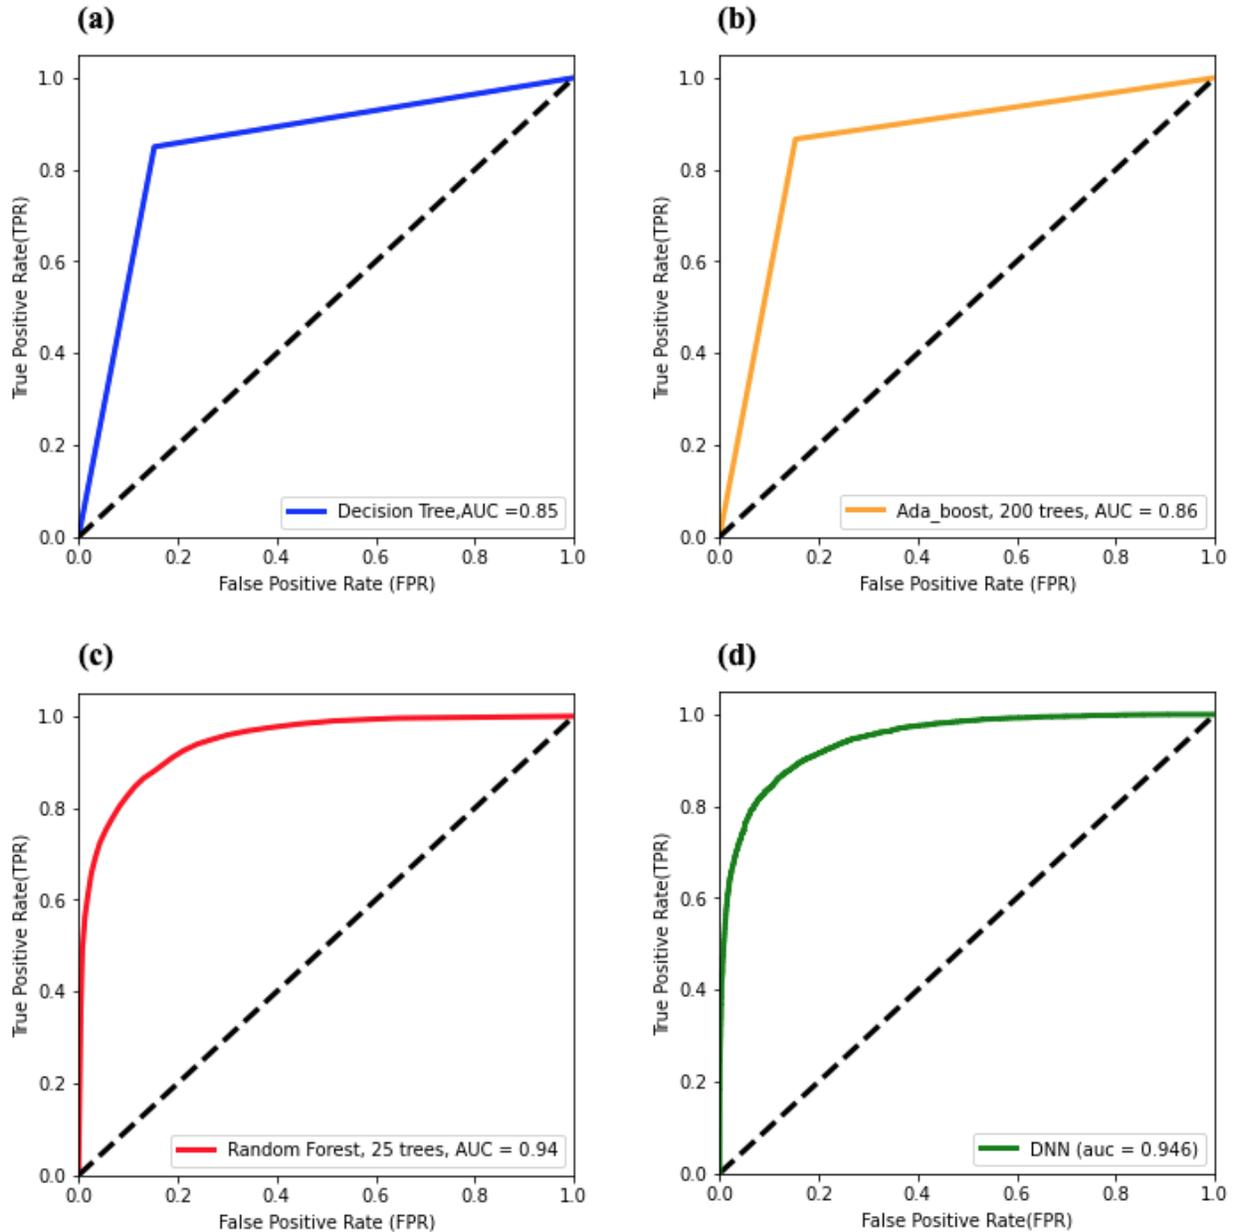 (a)
1.0
0.8
0.6
0.4
0.2
0.0
True Positive Rate(TPR)
Decision Tree,AUC =0.85
0.0 0.2 0.4 0.6 0.8 1.0
False Positive Rate (FPR)
(b)
1.0
0.8
0.6
0.4
0.2
0.0
True Positive Rate(TPR)
Ada_boost, 200 trees, AUC = 0.86
0.0 0.2 0.4 0.6 0.8 1.0
False Positive Rate (FPR)
(c)
1.0
0.8
0.6
0.4
0.2
0.0
True Positive Rate(TPR)
Random Forest, 25 trees, AUC = 0.94
0.0 0.2 0.4 0.6 0.8 1.0
False Positive Rate (FPR)
(d)
1.0
0.8
0.6
0.4
0.2
0.0
True Positive Rate(TPR)
DNN (auc = 0.946)
0.0 0.2 0.4 0.6 0.8 1.0
False Positive Rate(FPR)